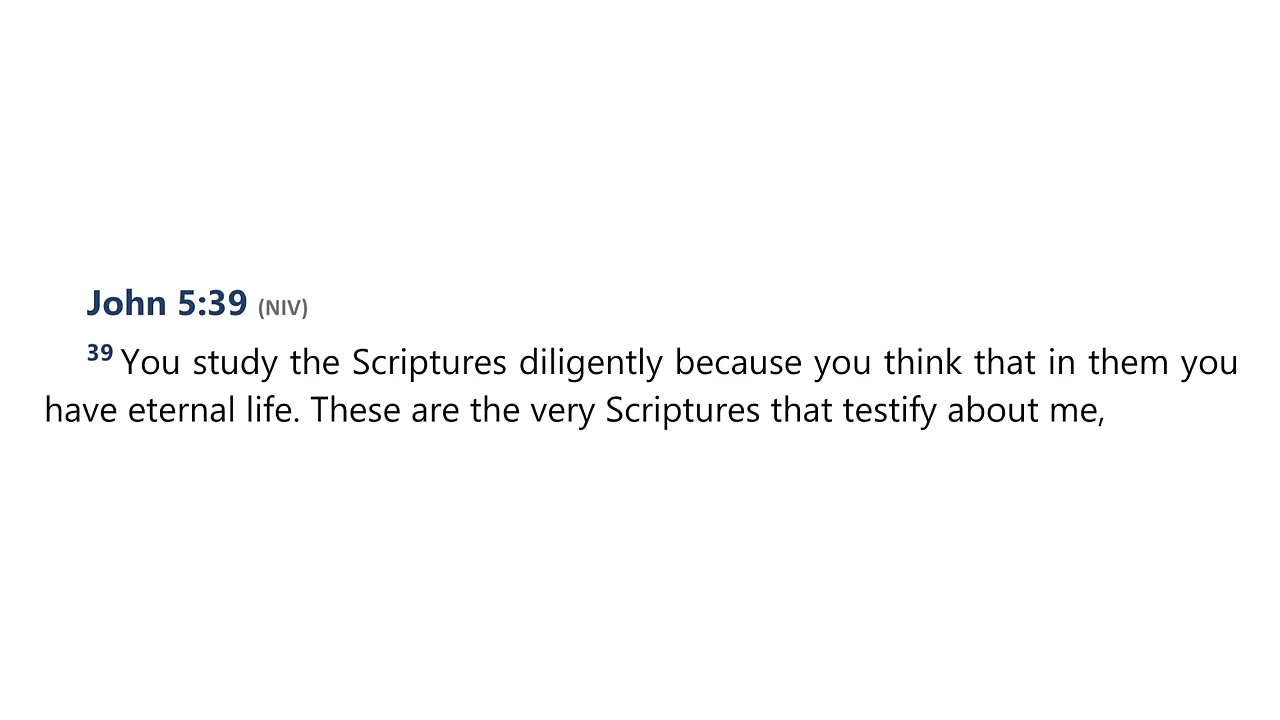 John 5:39 (NIV)
39 You study the Scriptures diligently because you think that in them you
have eternal life. These are the very Scriptures that testify about me,